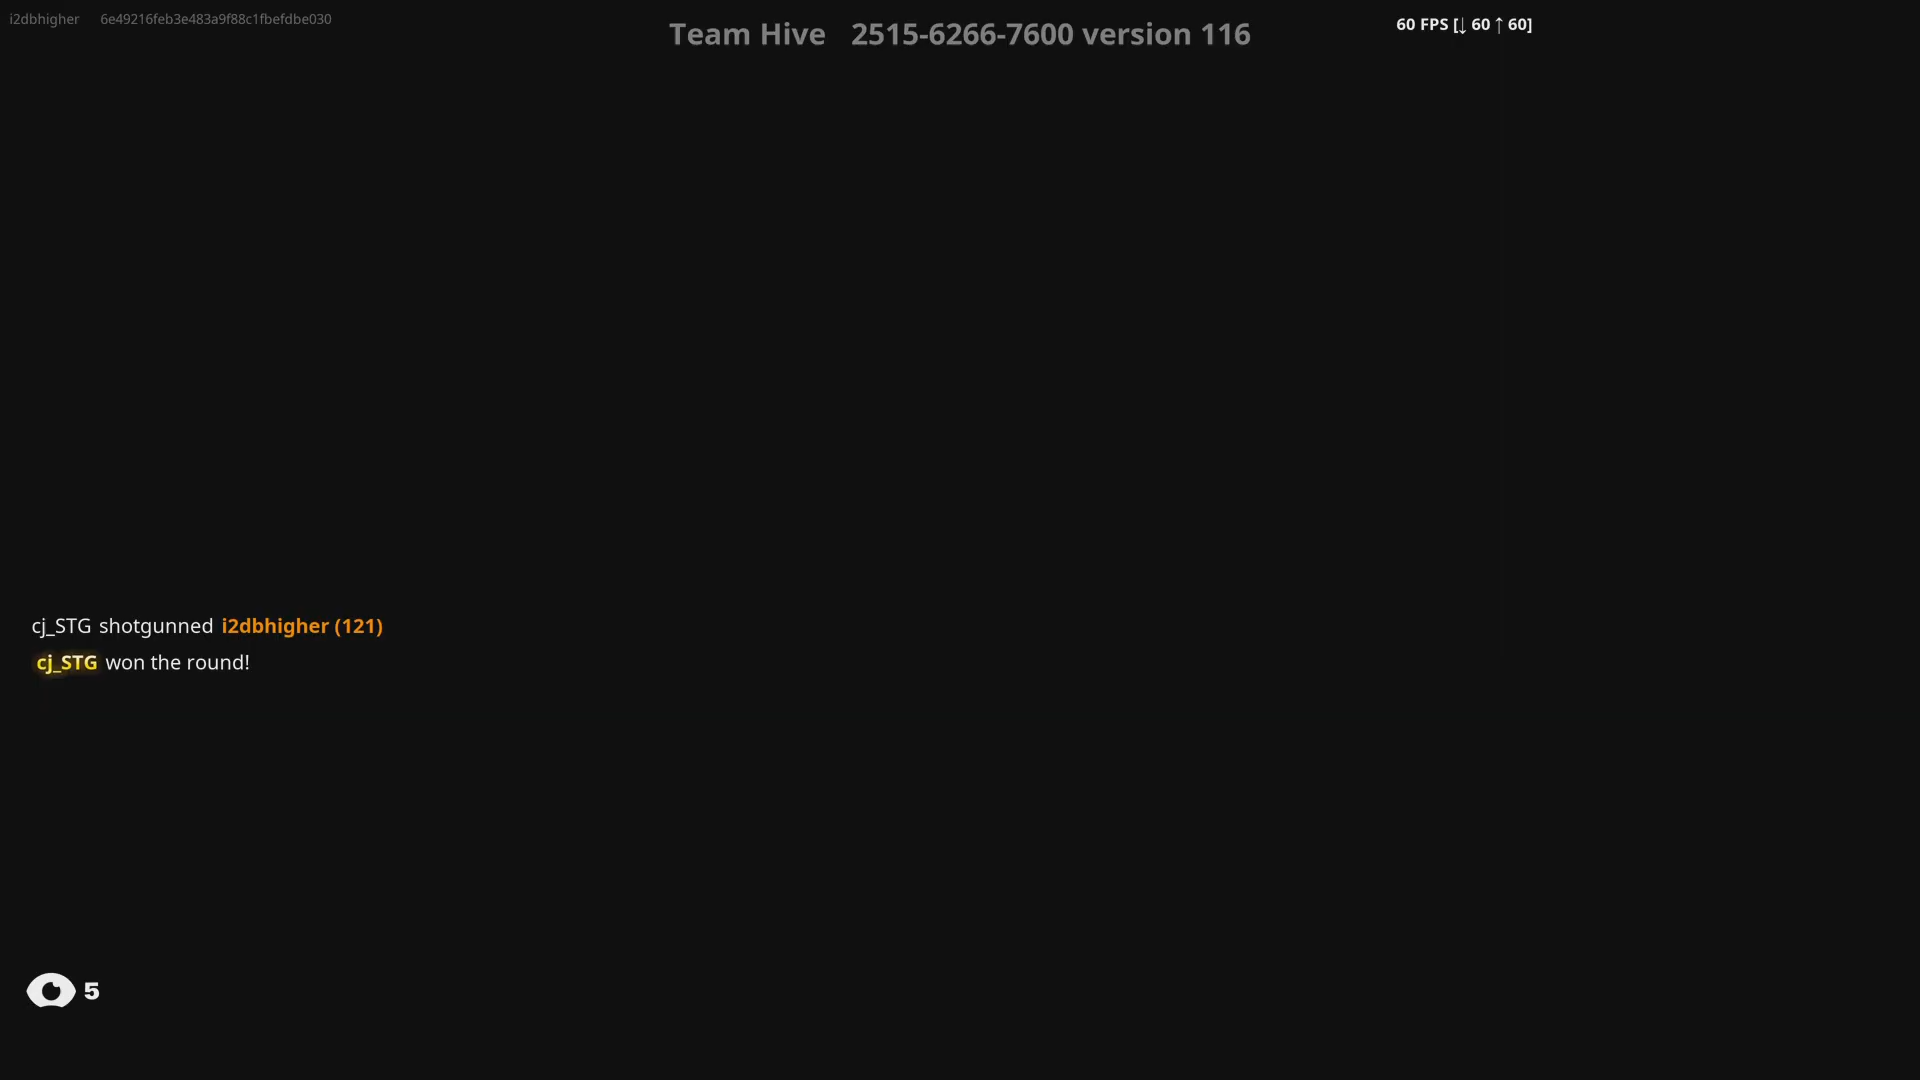 i2dbhigher 6e49216feb3e483a9f88c1fbefdbe030
Team Hive 2515-6266-7600 version 116
60 FPS [↓ 60 ↑ 60]
cj_STG shotgunned i2dbhigher (121)
cj_STG won the round!
5